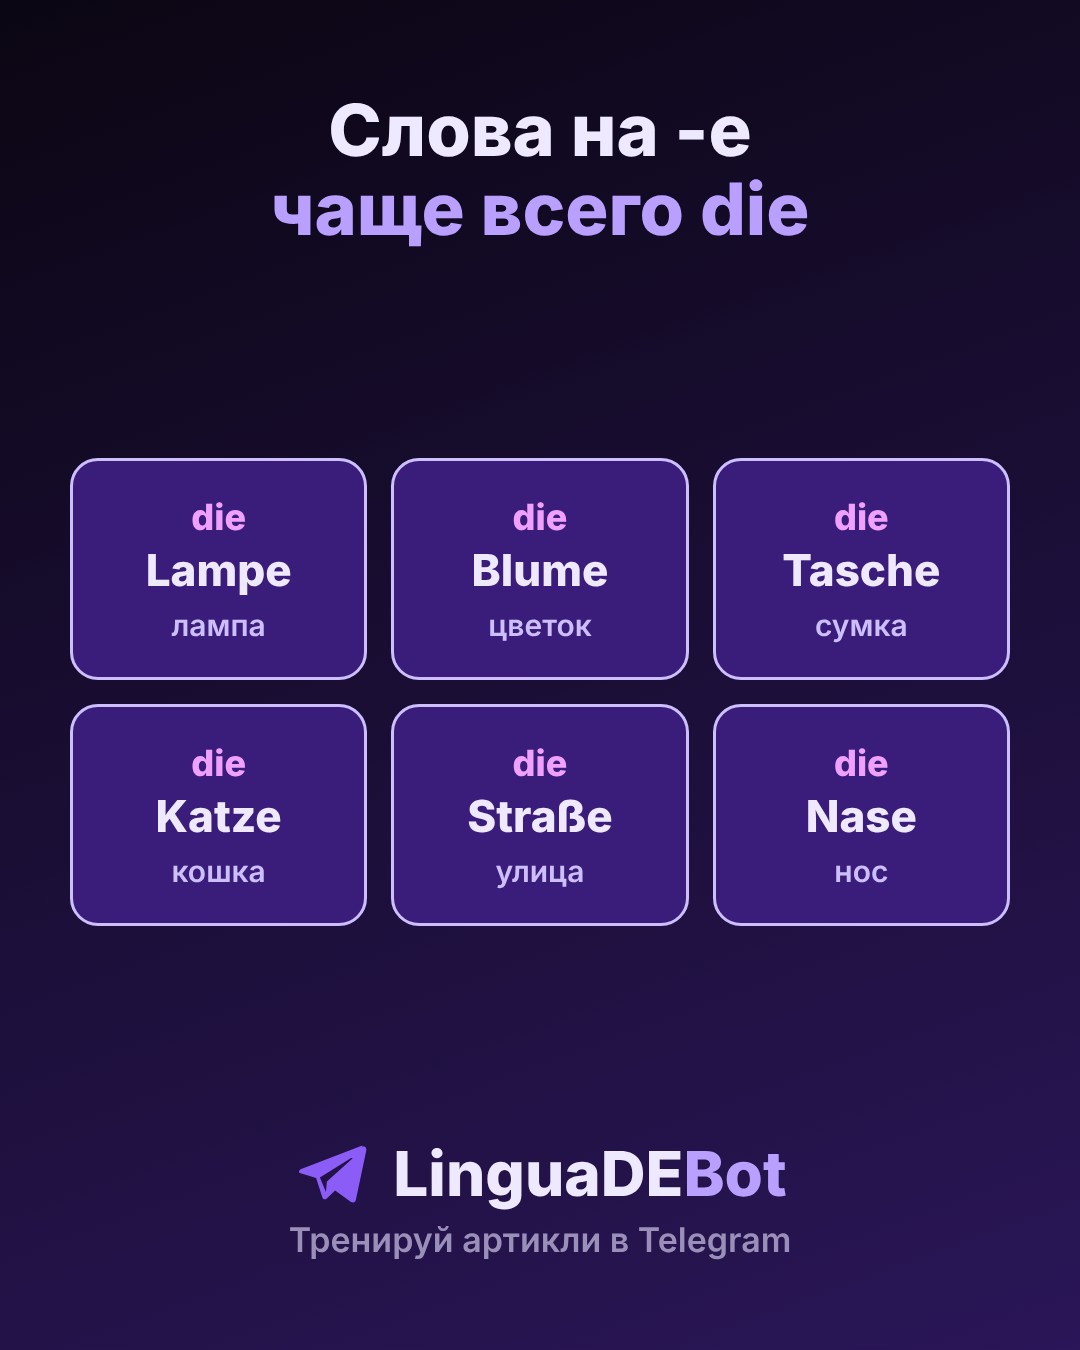 Слова на -e
чаще всего die
die
Lampe
лампа
die
Blume
цветок
die
Tasche
сумка
die
Katze
кошка
die
Straße
улица
die
Nase
нос
LinguaDEBot
Тренируй артикли в Telegram